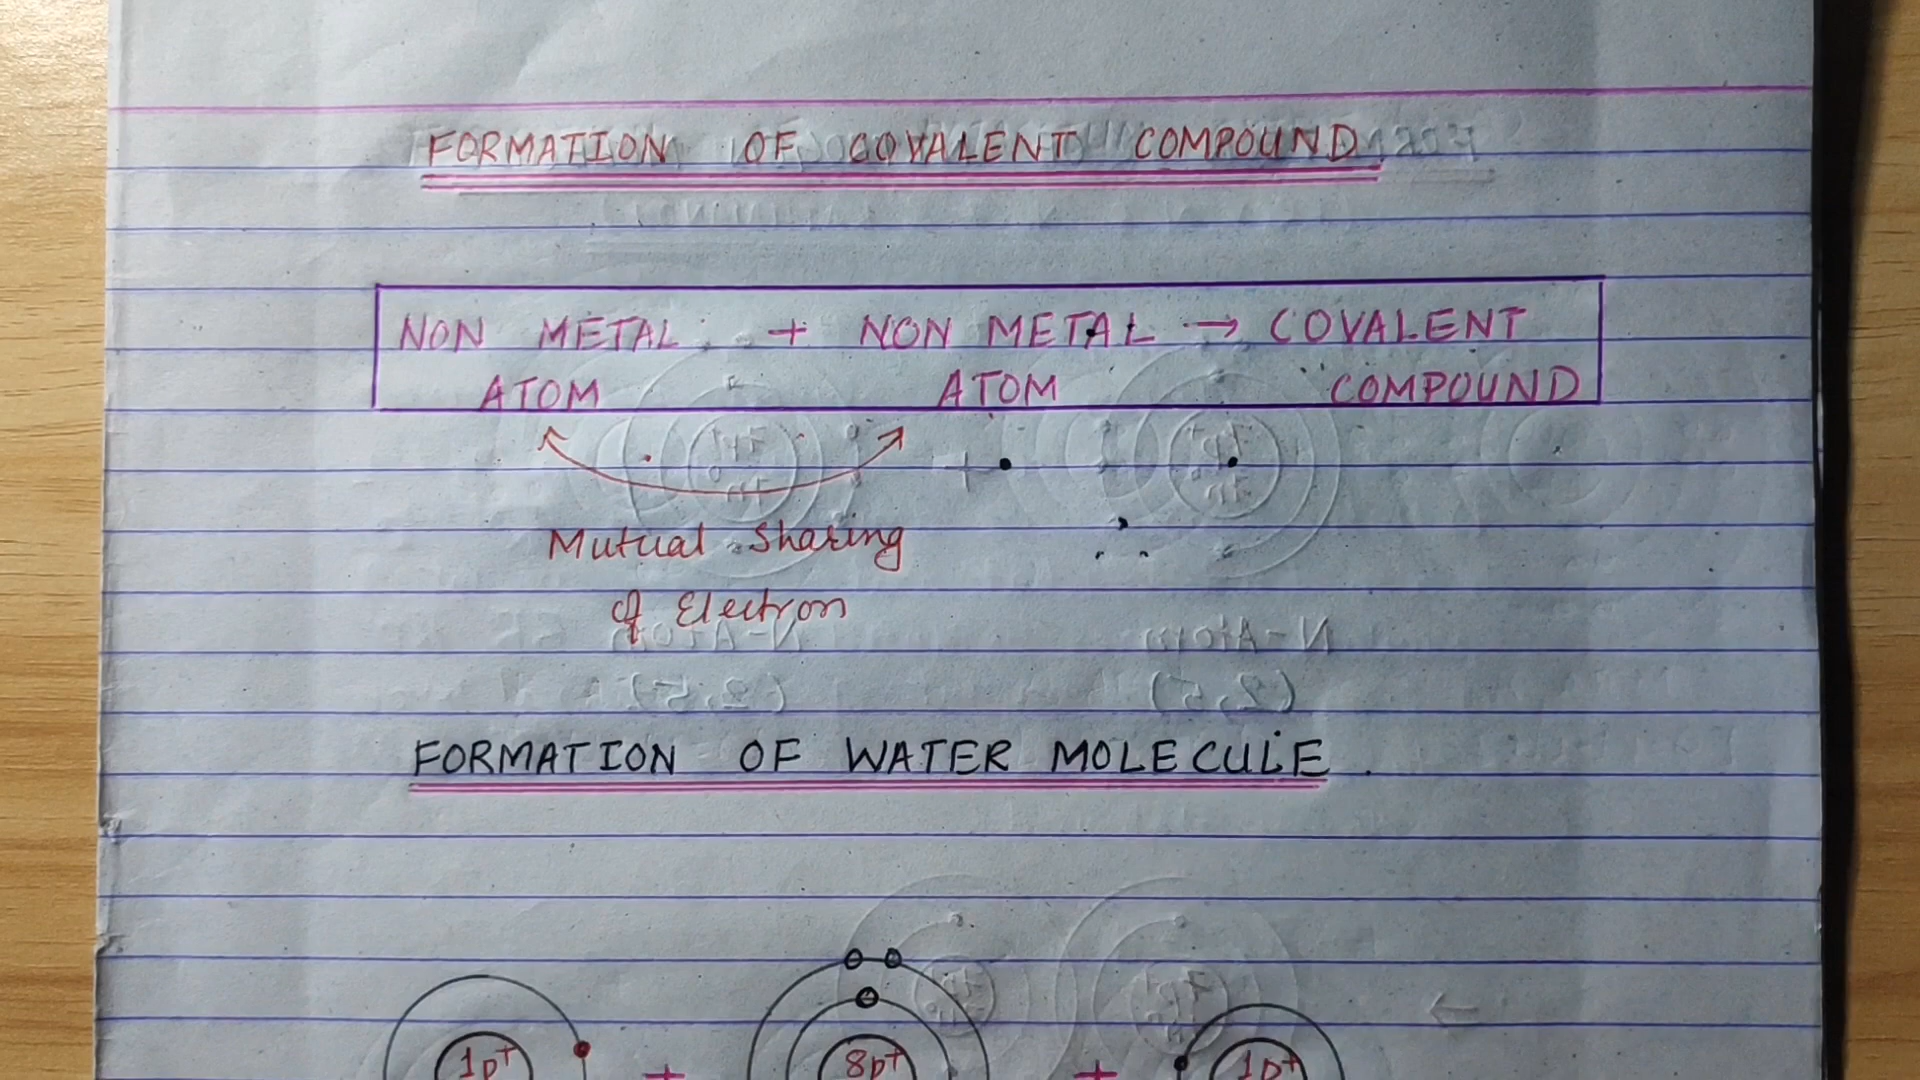 FORMATION OF COVALENT COMPOUND
NON METAL + NON METAL → COVALENT
ATOM ATOM COMPOUND
Mutual Sharing
of Electron
FORMATION OF WATER MOLECULE
1p+ + 8p+ + 1p+